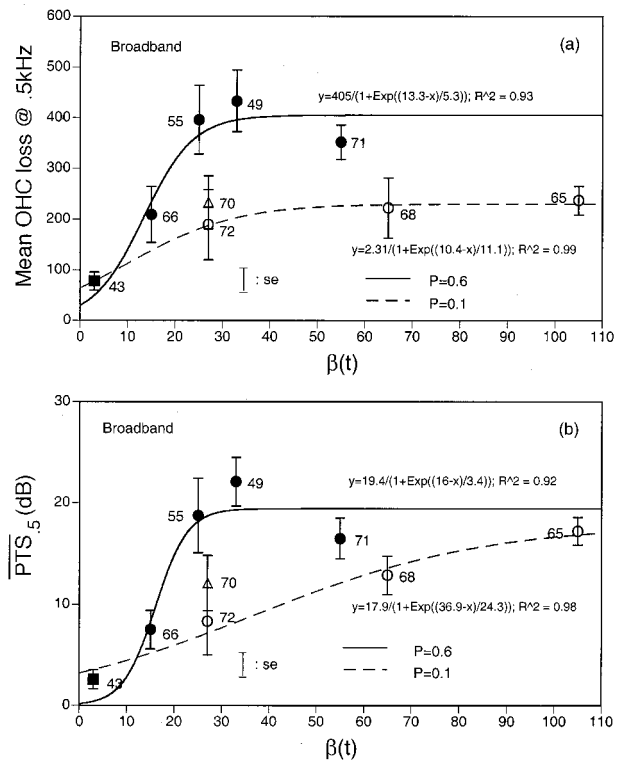 600
Broadband
(a)
500
49
y=405/(1+Exp((13.3-x)/5.3)); R^2 = 0.93
55
400
71
Mean OHC loss @ .5kHz
300
70
65
66
68
200
72
y=2.31/(1+Exp((10.4-x)/11.1)); R^2 = 0.99
100
43
: se
P=0.6
P=0.1
0
0 10 20 30 40 50 60 70 80 90 100 110
β(t)
30
Broadband
(b)
49
y=19.4/(1+Exp((16-x)/3.4)); R^2 = 0.92
55
20
PTS.5 (dB)
71
65
70
68
10
72
y=17.9/(1+Exp((36.9-x)/24.3)); R^2 = 0.98
66
: se
P=0.6
43
P=0.1
0
0 10 20 30 40 50 60 70 80 90 100 110
β(t)